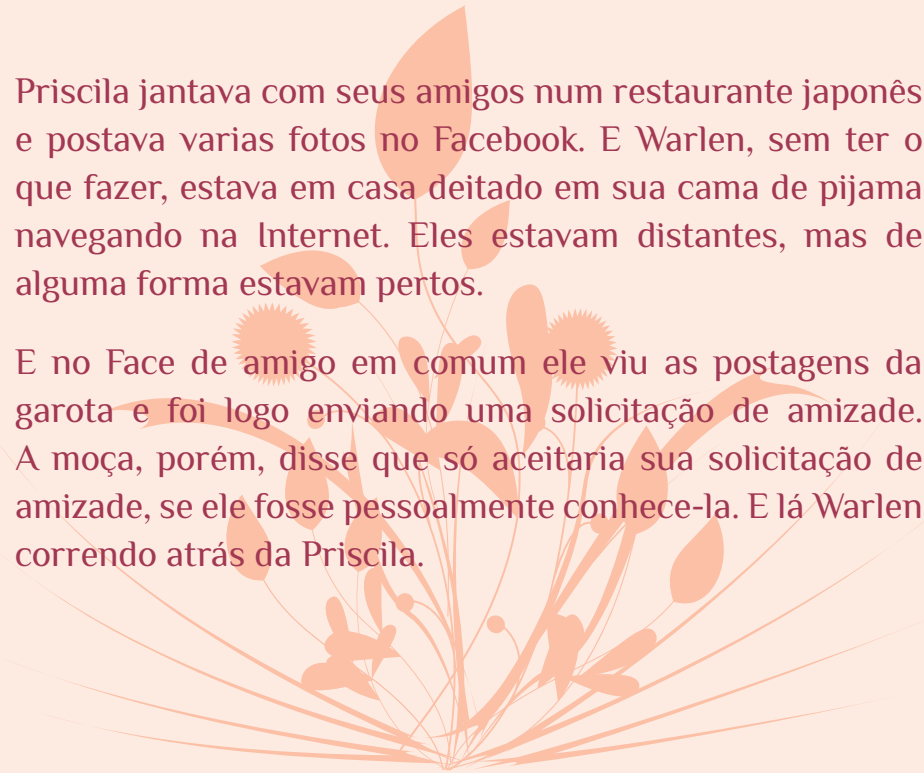 Priscila jantava com seus amigos num restaurante japonês
e postava varias fotos no Facebook. E Warlen, sem ter o
que fazer, estava em casa deitado em sua cama de pijama
navegando na Internet. Eles estavam distantes, mas de
alguma forma estavam pertos.
E no Face de amigo em comum ele viu as postagens da
garota e foi logo enviando uma solicitação de amizade.
A moça, porém, disse que só aceitaria sua solicitação de
amizade, se ele fosse pessoalmente conhece-la. E lá Warlen
correndo atrás da Priscila.